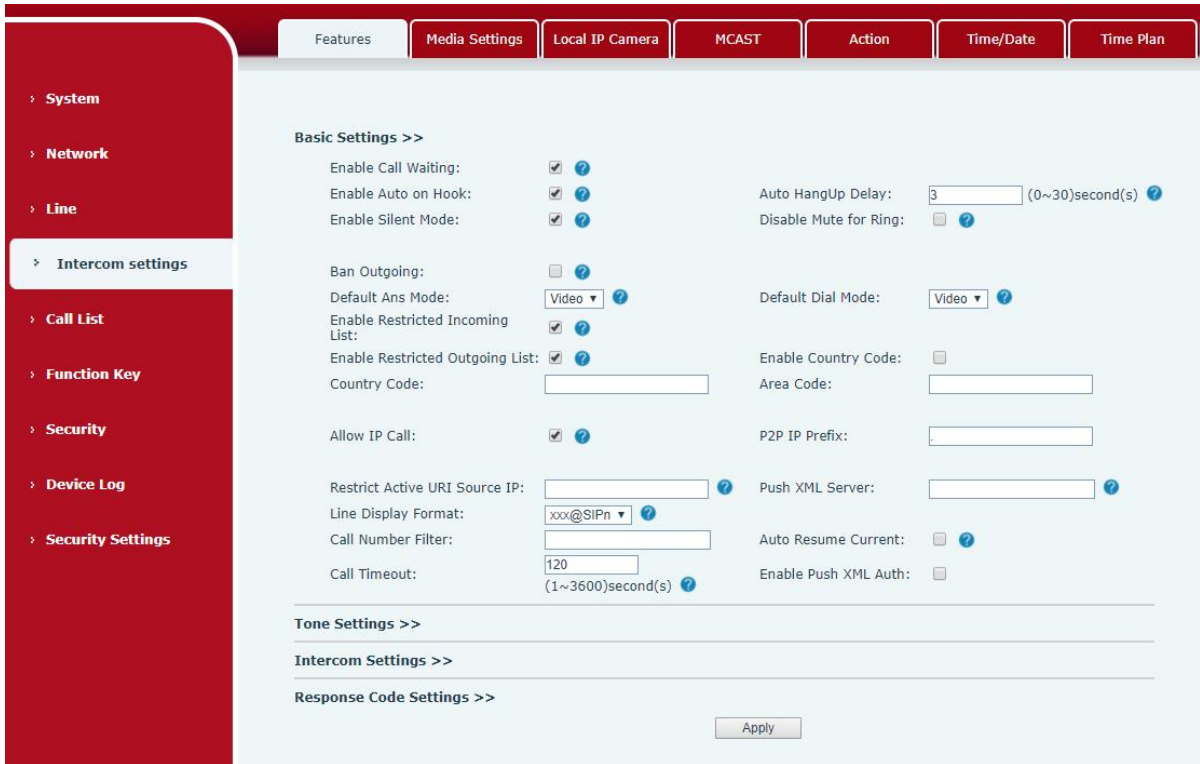 Features Media Settings Local IP Camera MCAST Action Time/Date Time Plan
› System
› Network
› Line
› Intercom settings
› Call List
› Function Key
› Security
› Device Log
› Security Settings
Basic Settings >>
Enable Call Waiting: ?
Enable Auto on Hook: ? Auto HangUp Delay: 3 (0~30)second(s) ?
Enable Silent Mode: ? Disable Mute for Ring: ?
Ban Outgoing: ?
Default Ans Mode: Video ▼ ? Default Dial Mode: Video ▼ ?
Enable Restricted Incoming
List: ?
Enable Restricted Outgoing List: ? Enable Country Code:
Country Code: Area Code:
Allow IP Call: ? P2P IP Prefix: .
Restrict Active URI Source IP: ? Push XML Server: ?
Line Display Format: xxx@SIPn ▼ ?
Call Number Filter: Auto Resume Current: ?
Call Timeout: 120 Enable Push XML Auth:
(1~3600)second(s) ?
Tone Settings >>
Intercom Settings >>
Response Code Settings >>
Apply